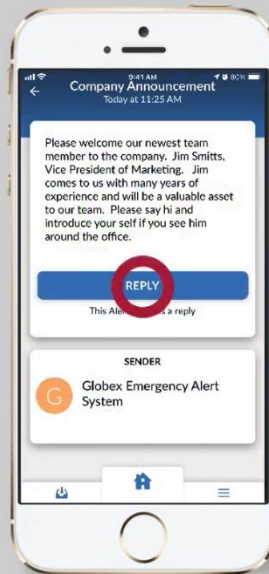 9:41 AM
80%
Company Announcement
Today at 11:25 AM
Please welcome our newest team
member to the company. Jim Smitts,
Vice President of Marketing. Jim
comes to us with many years of
experience and will be a valuable asset
to our team. Please say hi and
introduce your self if you see him
around the office.
REPLY
This Ale s a reply
SENDER
G
Globex Emergency Alert
System